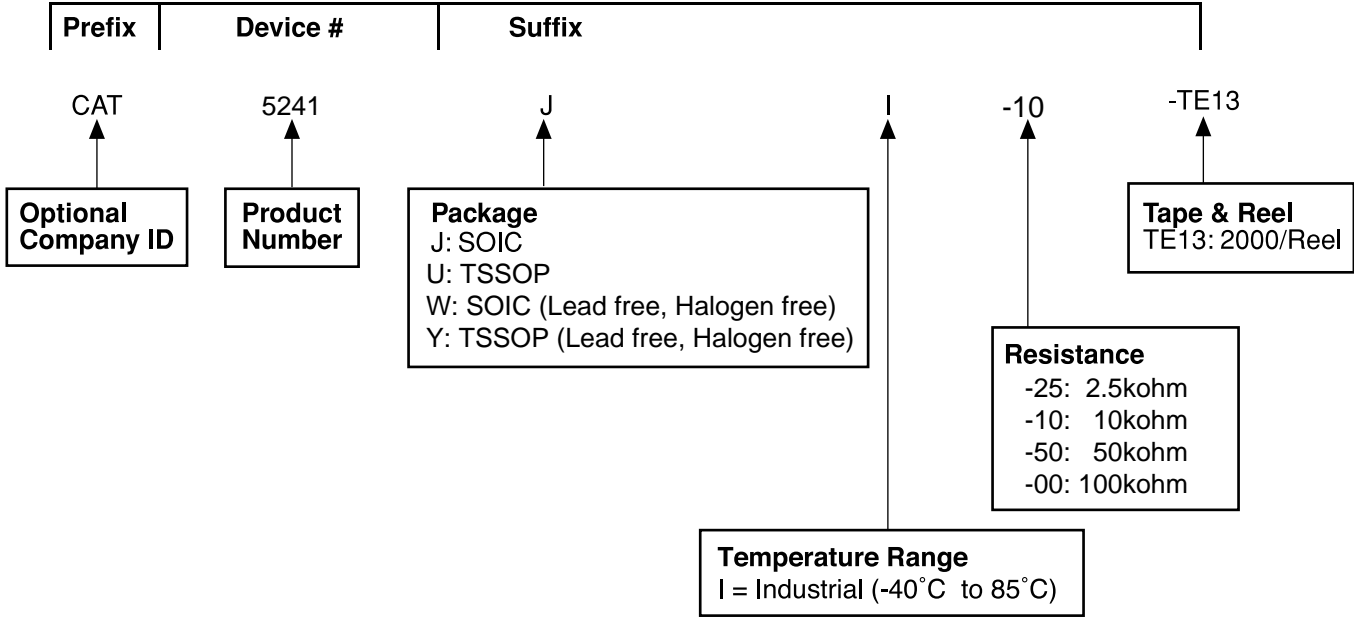 Prefix Device # Suffix
CAT 5241 J I -10 -TE13
Optional
Company ID
Product
Number
Package
J: SOIC
U: TSSOP
W: SOIC (Lead free, Halogen free)
Y: TSSOP (Lead free, Halogen free)
Tape & Reel
TE13: 2000/Reel
Resistance
-25: 2.5kohm
-10: 10kohm
-50: 50kohm
-00: 100kohm
Temperature Range
I = Industrial (-40˚C to 85˚C)